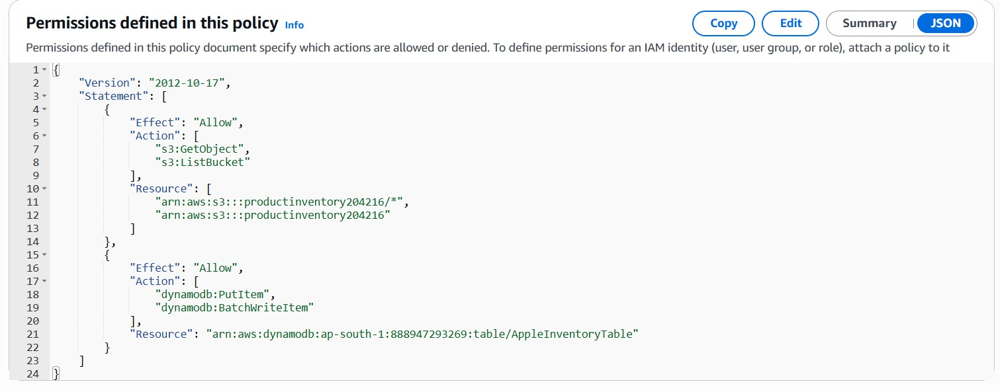 Permissions defined in this policy Info Copy Edit Summary JSON
Permissions defined in this policy document specify which actions are allowed or denied. To define permissions for an IAM identity (user, user group, or role), attach a policy to it
1 {
2 "Version": "2012-10-17",
3 "Statement": [
4 {
5 "Effect": "Allow",
6 "Action": [
7 "s3:GetObject",
8 "s3:ListBucket"
9 ],
10 "Resource": [
11 "arn:aws:s3:::productinventory204216/*",
12 "arn:aws:s3:::productinventory204216"
13 ]
14 },
15 {
16 "Effect": "Allow",
17 "Action": [
18 "dynamodb:PutItem",
19 "dynamodb:BatchWriteItem"
20 ],
21 "Resource": "arn:aws:dynamodb:ap-south-1:888947293269:table/AppleInventoryTable"
22 }
23 ]
24 }